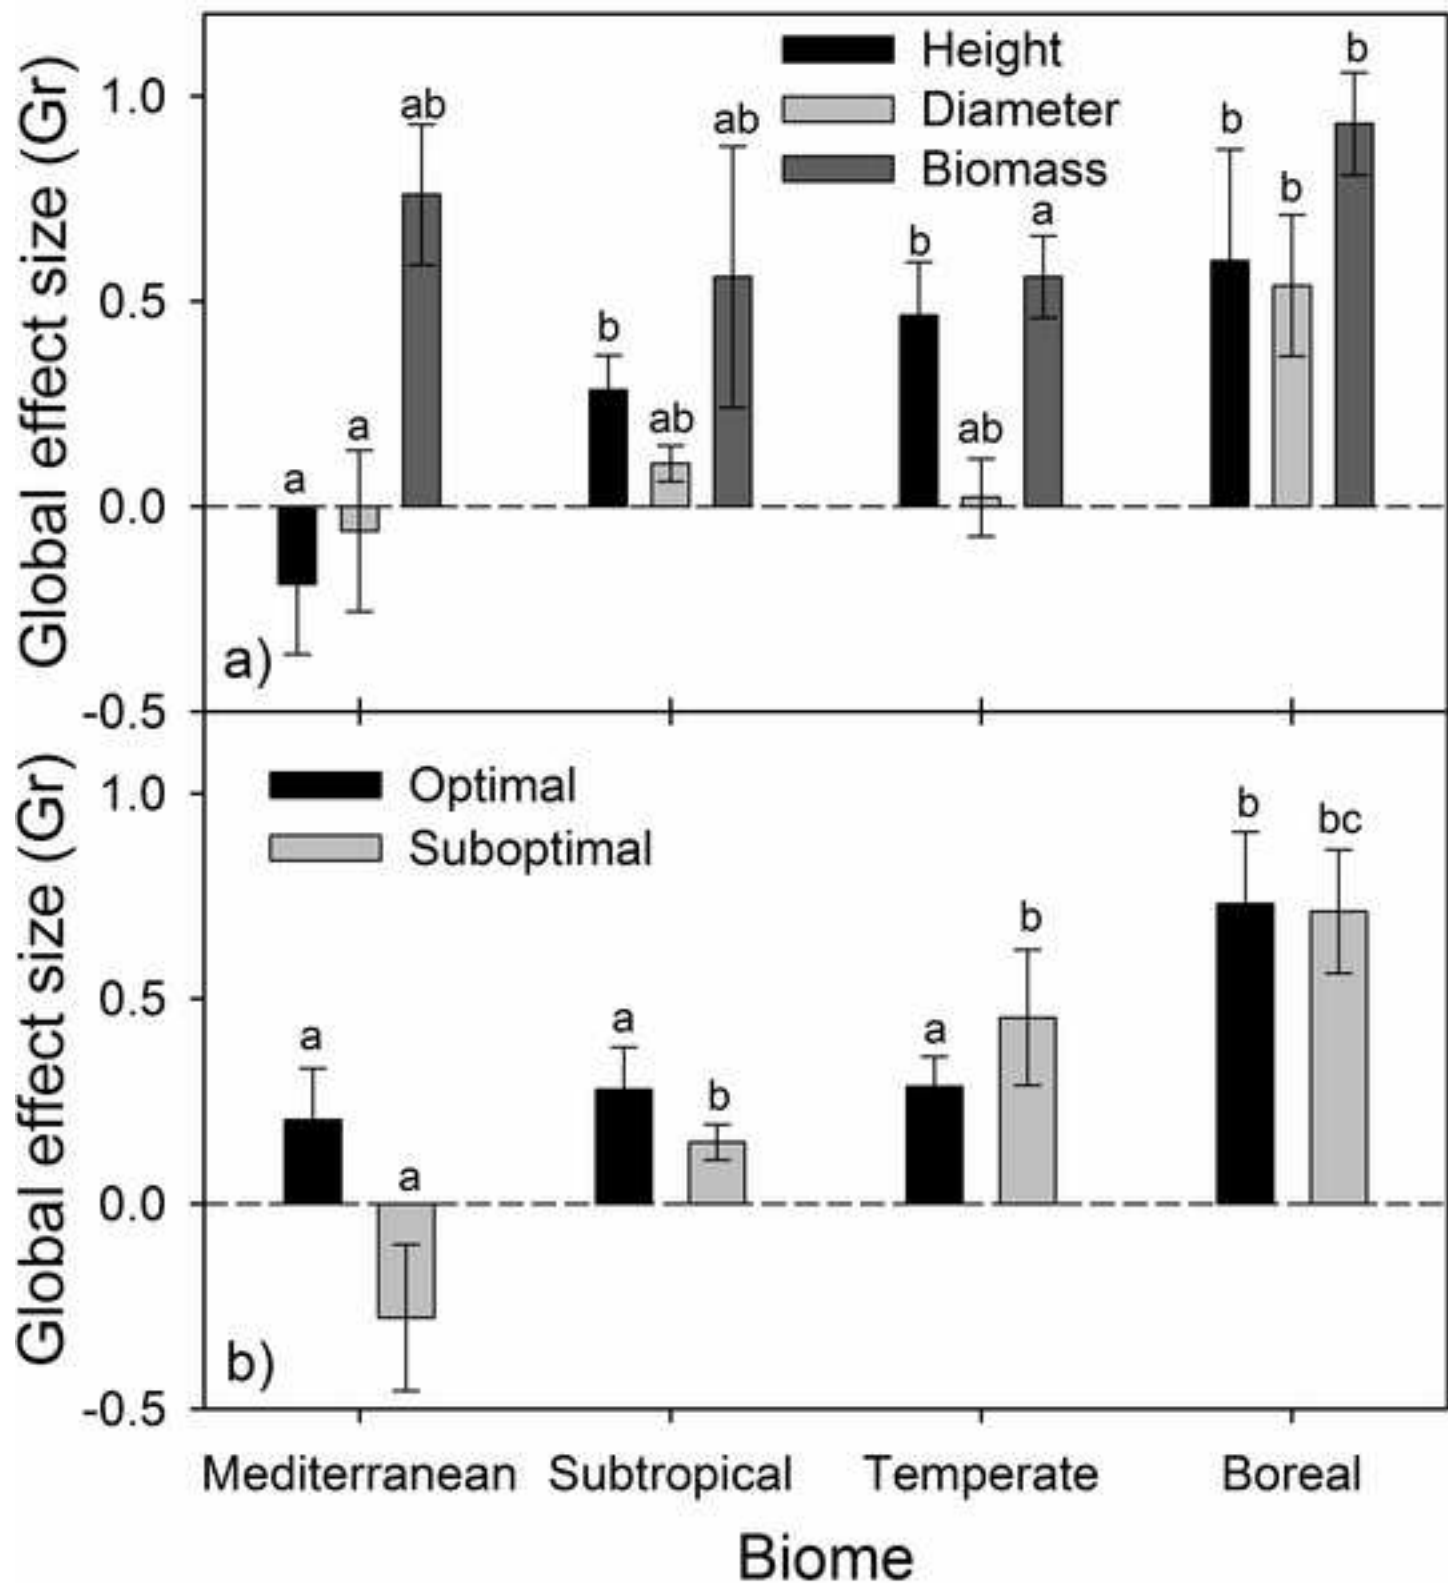 Global effect size (Gr)
Height
Diameter
Biomass
1.0
0.5
0.0
-0.5
a
a
ab
b
ab
ab
b
ab
a
b
b
b
a)
Global effect size (Gr)
Optimal
Suboptimal
1.0
0.5
0.0
-0.5
a
a
a
b
a
b
b
bc
b)
Mediterranean Subtropical Temperate Boreal
Biome